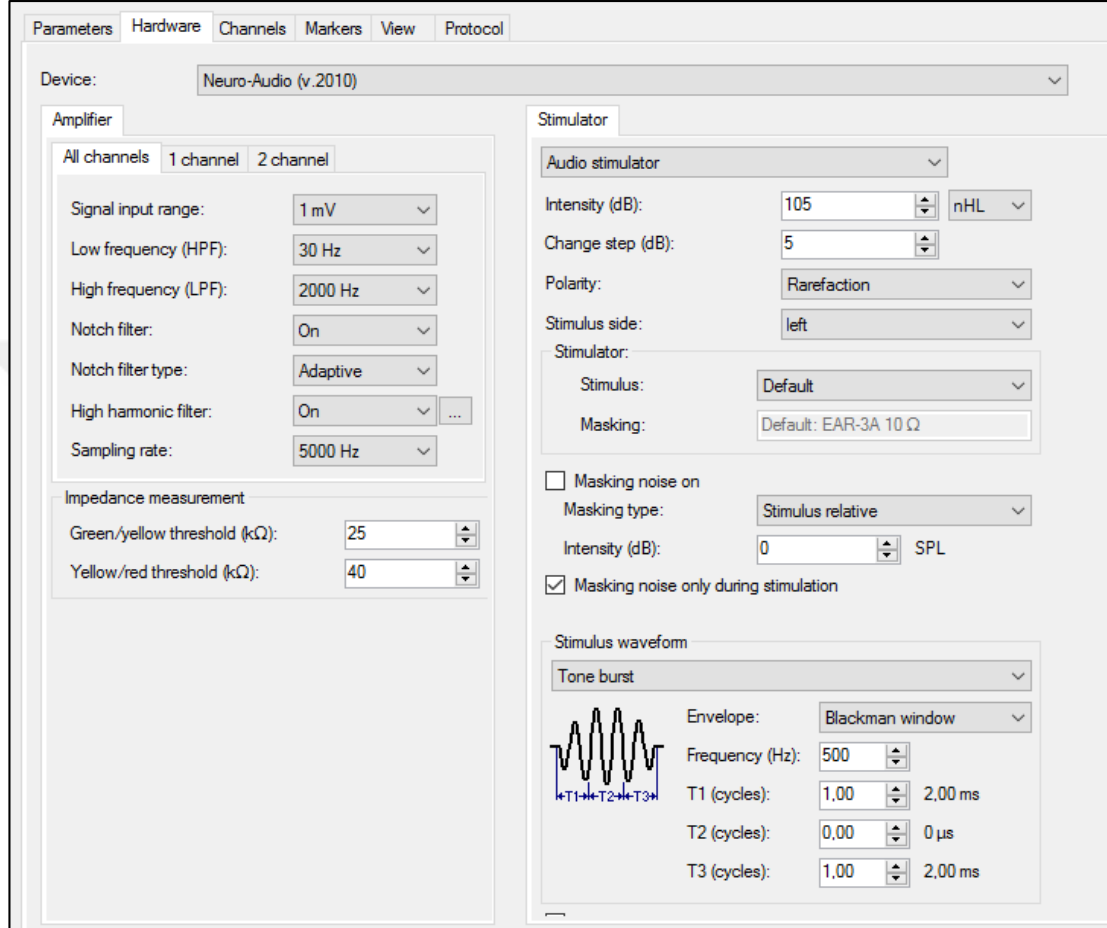 Parameters Hardware Channels Markers View Protocol
Device: Neuro-Audio (v.2010)
Amplifier
All channels 1 channel 2 channel
Signal input range: 1 mV
Low frequency (HPF): 30 Hz
High frequency (LPF): 2000 Hz
Notch filter: On
Notch filter type: Adaptive
High harmonic filter: On ...
Sampling rate: 5000 Hz
Impedance measurement
Green/yellow threshold (kΩ): 25
Yellow/red threshold (kΩ): 40
Stimulator
Audio stimulator
Intensity (dB): 105 nHL
Change step (dB): 5
Polarity: Rarefaction
Stimulus side: left
Stimulator:
Stimulus: Default
Masking: Default: EAR-3A 10 Ω
Masking noise on
Masking type: Stimulus relative
Intensity (dB): 0 SPL
Masking noise only during stimulation
Stimulus waveform
Tone burst
T1 T2 T3
Envelope: Blackman window
Frequency (Hz): 500
T1 (cycles): 1,00 2,00 ms
T2 (cycles): 0,00 0 µs
T3 (cycles): 1,00 2,00 ms